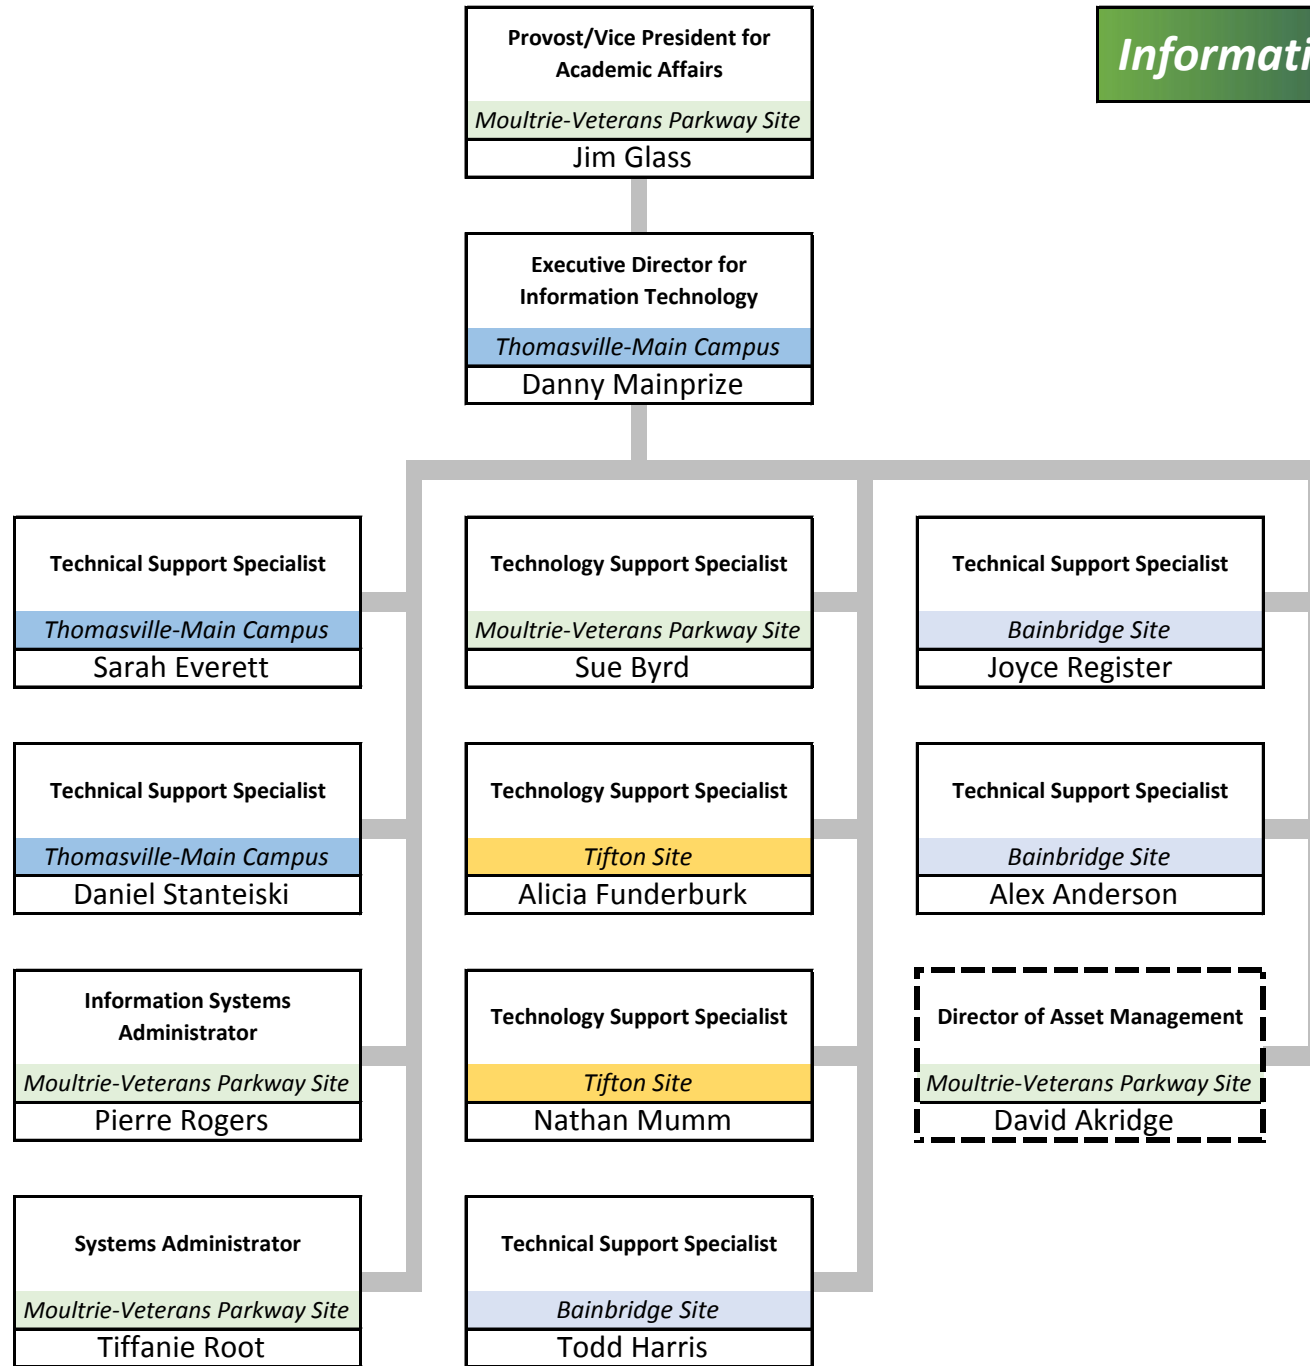 Provost/Vice President for
Academic Affairs
Moultrie-Veterans Parkway Site
Jim Glass
Informati
Executive Director for
Information Technology
Thomasville-Main Campus
Danny Mainprize
Technical Support Specialist
Thomasville-Main Campus
Sarah Everett
Technology Support Specialist
Moultrie-Veterans Parkway Site
Sue Byrd
Technical Support Specialist
Bainbridge Site
Joyce Register
Technical Support Specialist
Thomasville-Main Campus
Daniel Stanteiski
Technology Support Specialist
Tifton Site
Alicia Funderburk
Technical Support Specialist
Bainbridge Site
Alex Anderson
Information Systems
Administrator
Moultrie-Veterans Parkway Site
Pierre Rogers
Technology Support Specialist
Tifton Site
Nathan Mumm
Director of Asset Management
Moultrie-Veterans Parkway Site
David Akridge
Systems Administrator
Moultrie-Veterans Parkway Site
Tiffanie Root
Technical Support Specialist
Bainbridge Site
Todd Harris